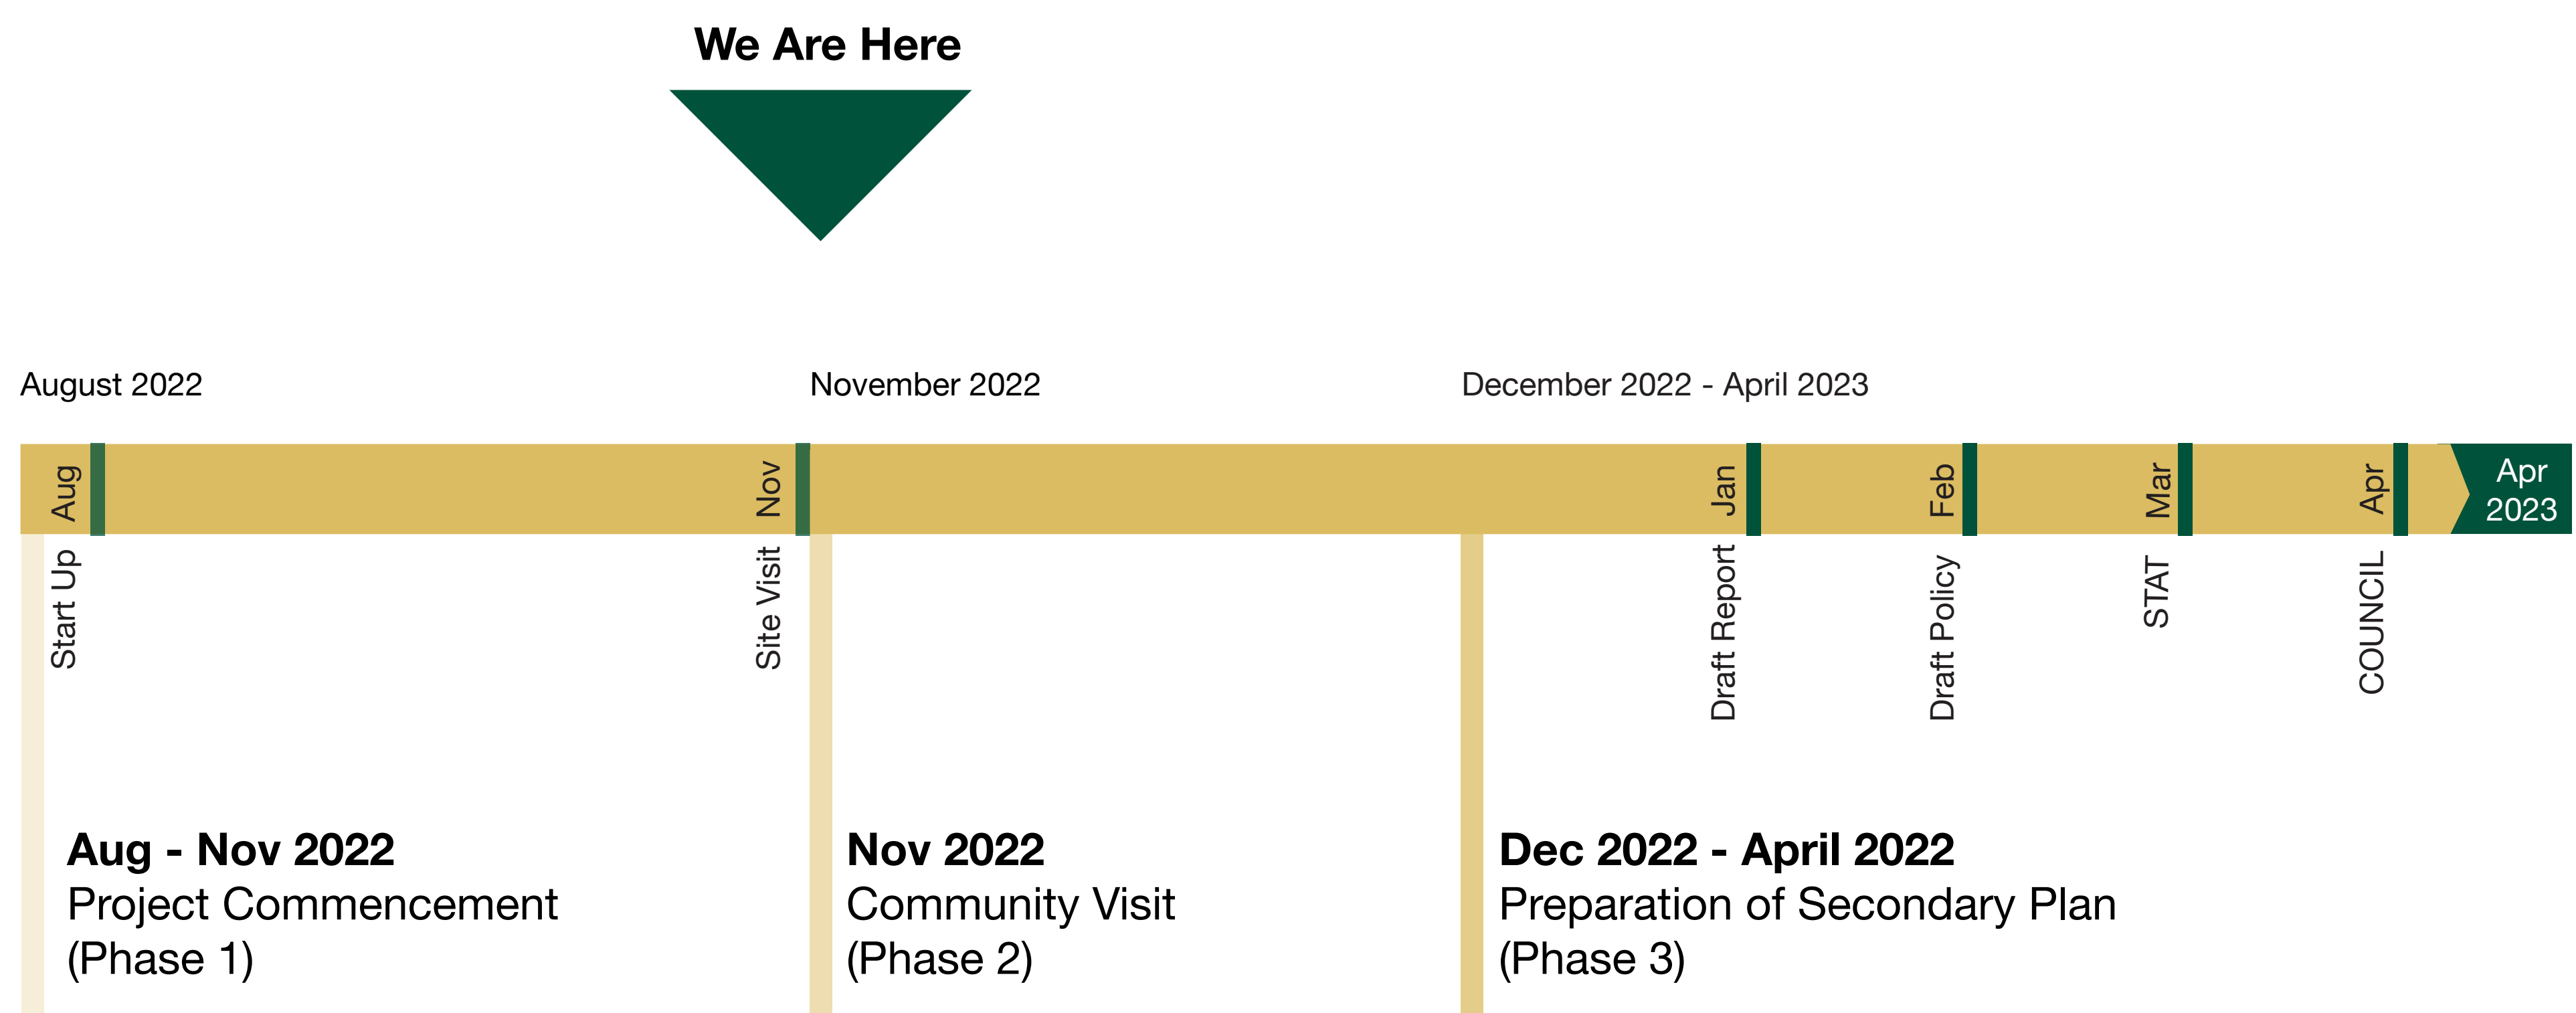 We Are Here
August 2022
November 2022
December 2022 - April 2023
Aug
Nov
Jan
Feb
Mar
Apr
Apr
2023
Start Up
Site Visit
Draft Report
Draft Policy
STAT
COUNCIL
Aug - Nov 2022
Project Commencement
(Phase 1)
Nov 2022
Community Visit
(Phase 2)
Dec 2022 - April 2022
Preparation of Secondary Plan
(Phase 3)